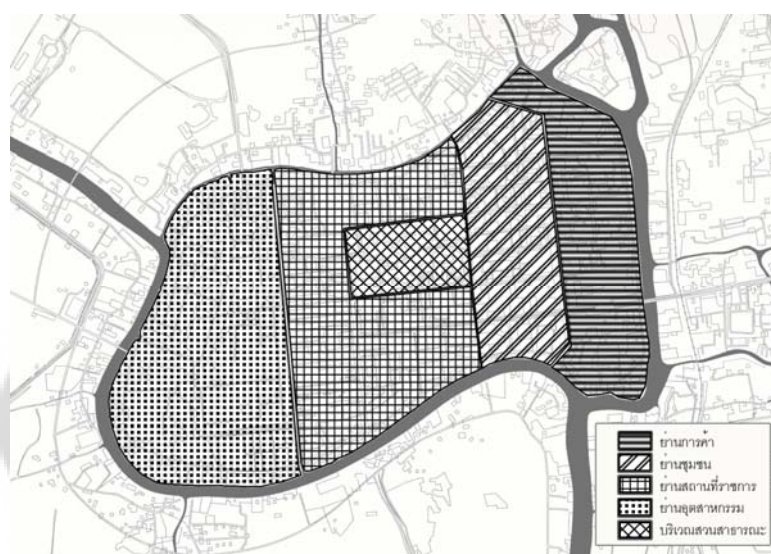 ย่านการค้า
ย่านชุมชน
ย่านสถานที่ราชการ
ย่านอุตสาหกรรม
บริเวณสวนสาธารณะ